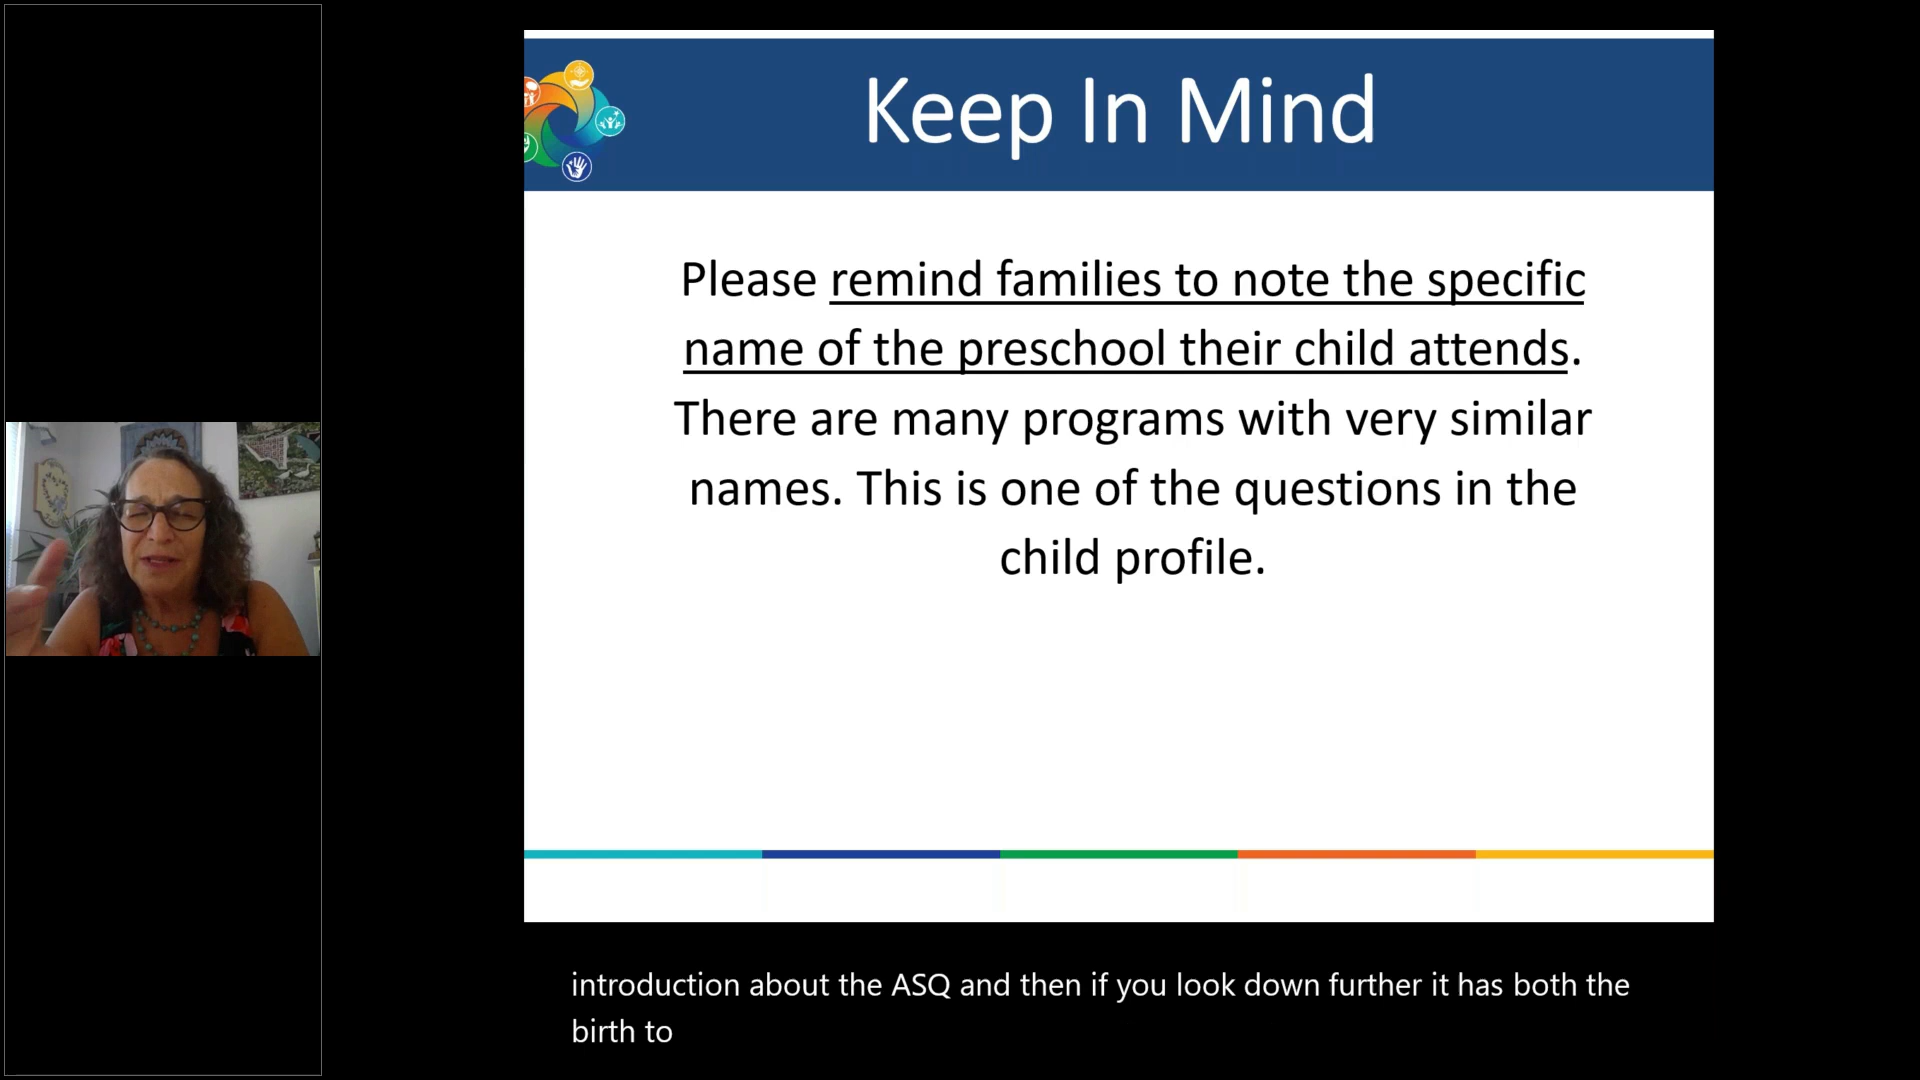 Keep In Mind
Please remind families to note the specific
name of the preschool their child attends.
There are many programs with very similar
names. This is one of the questions in the
child profile.
introduction about the ASQ and then if you look down further it has both the
birth to